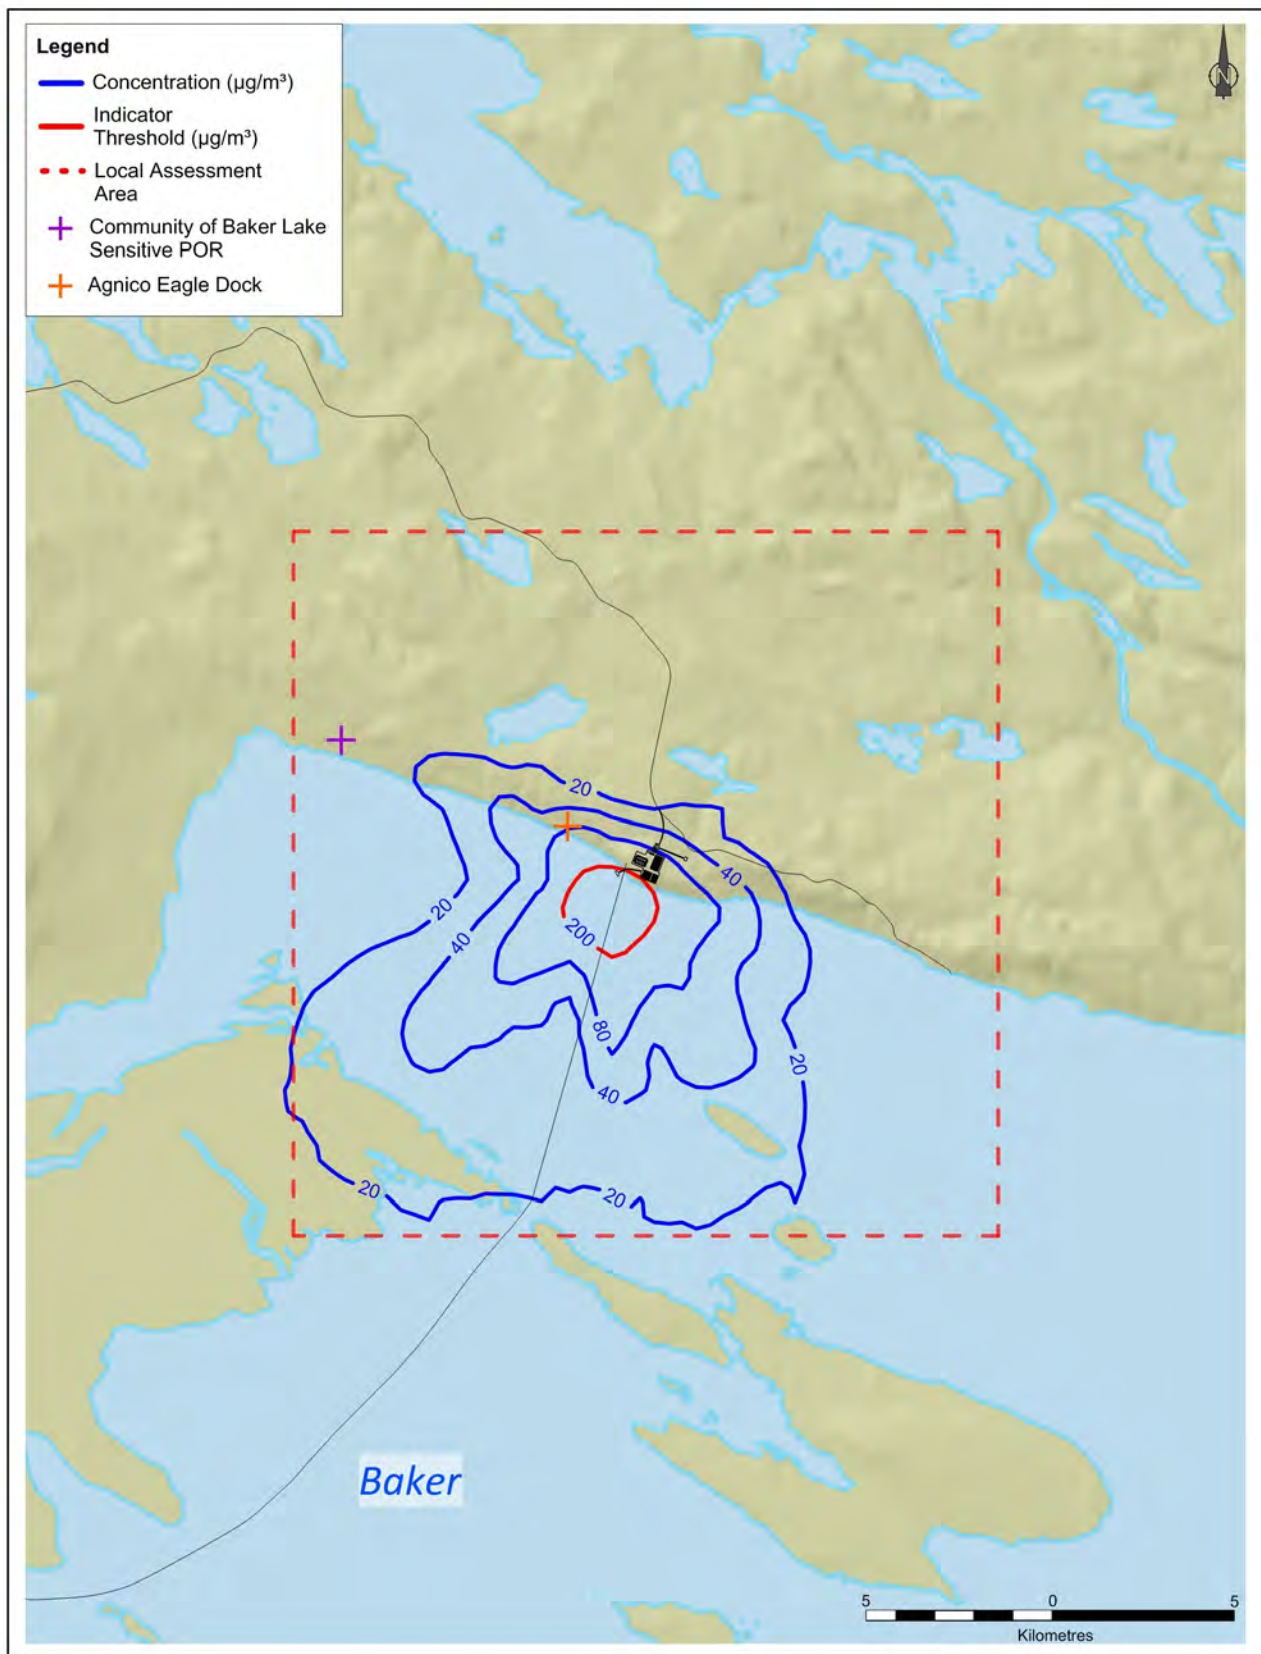 Legend
Concentration (µg/m³)
Indicator
Threshold (µg/m³)
Local Assessment
Area
Community of Baker Lake
Sensitive POR
Agnico Eagle Dock
N
20
40
20
40
200
80
20
40
20
20
Baker
5 0 5
Kilometres